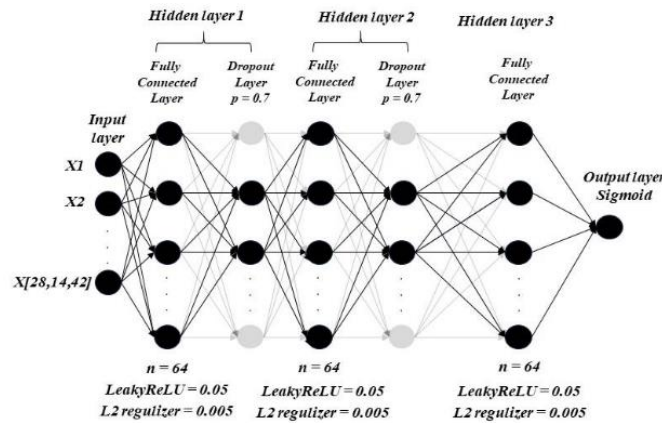 Hidden layer 1
Hidden layer 2
Hidden layer 3
Fully
Connected
Layer
Dropout
Layer
p = 0.7
Fully
Connected
Layer
Dropout
Layer
p = 0.7
Fully
Connected
Layer
Input
layer
X1
X2
X[28,14,42]
Output layer
Sigmoid
n = 64
LeakyReLU = 0.05
L2 regulizer = 0.005
n = 64
LeakyReLU = 0.05
L2 regulizer = 0.005
n = 64
LeakyReLU = 0.05
L2 regulizer = 0.005